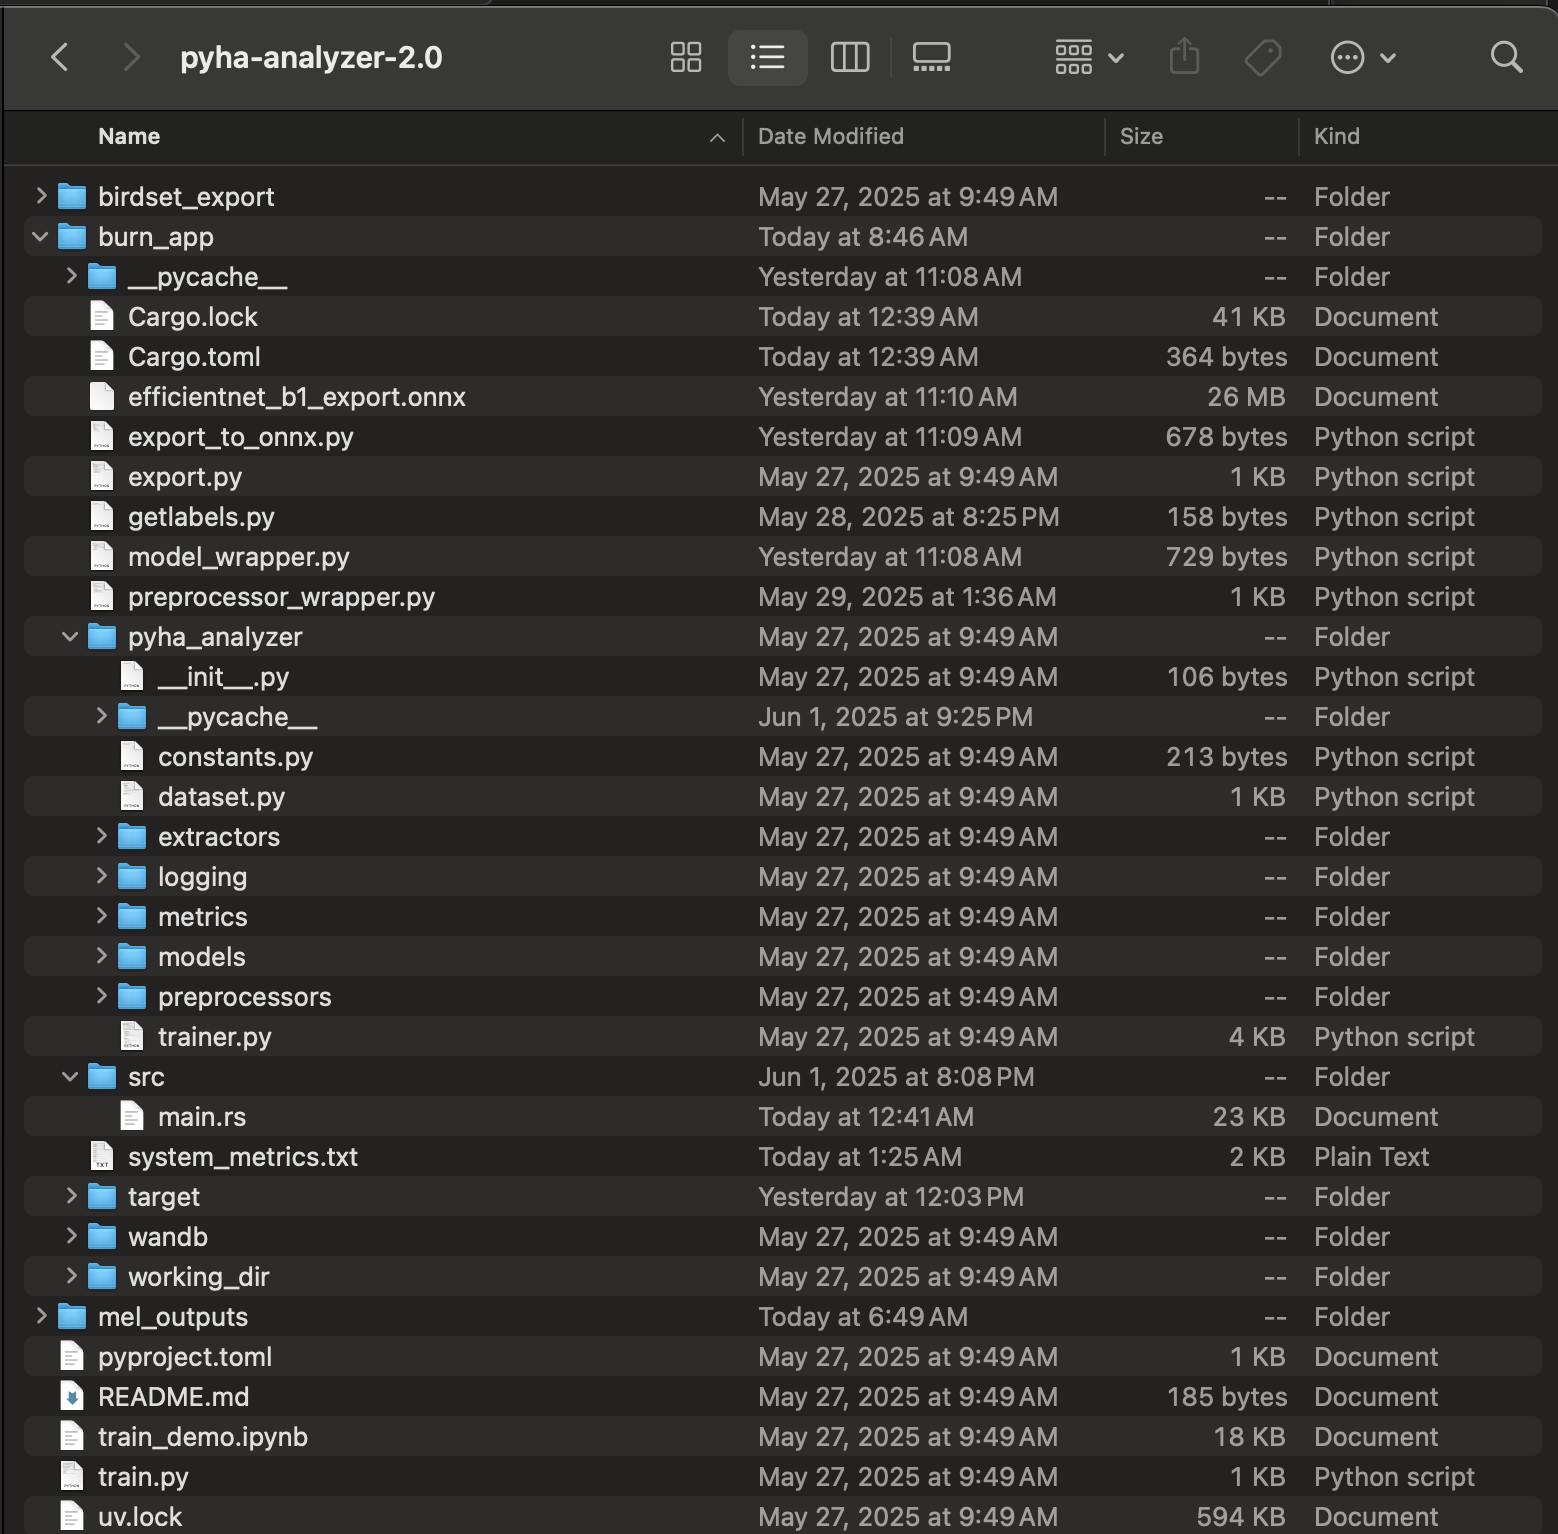 pyha-analyzer-2.0
Name Date Modified Size Kind
birdset_export May 27, 2025 at 9:49 AM -- Folder
burn_app Today at 8:46 AM -- Folder
__pycache__ Yesterday at 11:08 AM -- Folder
Cargo.lock Today at 12:39 AM 41 KB Document
Cargo.toml Today at 12:39 AM 364 bytes Document
efficientnet_b1_export.onnx Yesterday at 11:10 AM 26 MB Document
export_to_onnx.py Yesterday at 11:09 AM 678 bytes Python script
export.py May 27, 2025 at 9:49 AM 1 KB Python script
getlabels.py May 28, 2025 at 8:25 PM 158 bytes Python script
model_wrapper.py Yesterday at 11:08 AM 729 bytes Python script
preprocessor_wrapper.py May 29, 2025 at 1:36 AM 1 KB Python script
pyha_analyzer May 27, 2025 at 9:49 AM -- Folder
__init__.py May 27, 2025 at 9:49 AM 106 bytes Python script
__pycache__ Jun 1, 2025 at 9:25 PM -- Folder
constants.py May 27, 2025 at 9:49 AM 213 bytes Python script
dataset.py May 27, 2025 at 9:49 AM 1 KB Python script
extractors May 27, 2025 at 9:49 AM -- Folder
logging May 27, 2025 at 9:49 AM -- Folder
metrics May 27, 2025 at 9:49 AM -- Folder
models May 27, 2025 at 9:49 AM -- Folder
preprocessors May 27, 2025 at 9:49 AM -- Folder
trainer.py May 27, 2025 at 9:49 AM 4 KB Python script
src Jun 1, 2025 at 8:08 PM -- Folder
main.rs Today at 12:41 AM 23 KB Document
system_metrics.txt Today at 1:25 AM 2 KB Plain Text
target Yesterday at 12:03 PM -- Folder
wandb May 27, 2025 at 9:49 AM -- Folder
working_dir May 27, 2025 at 9:49 AM -- Folder
mel_outputs Today at 6:49 AM -- Folder
pyproject.toml May 27, 2025 at 9:49 AM 1 KB Document
README.md May 27, 2025 at 9:49 AM 185 bytes Document
train_demo.ipynb May 27, 2025 at 9:49 AM 18 KB Document
train.py May 27, 2025 at 9:49 AM 1 KB Python script
uv.lock May 27, 2025 at 9:49 AM 594 KB Document